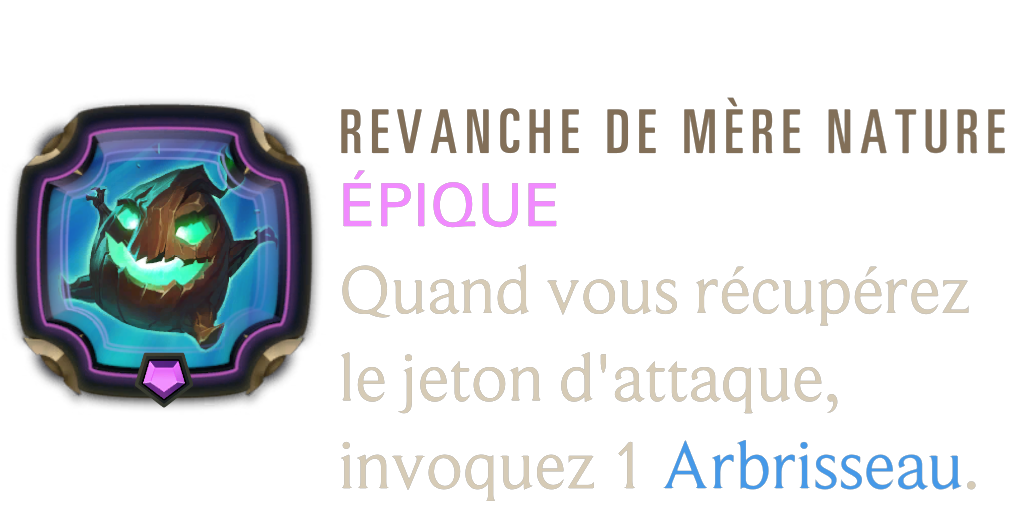 REVANCHE DE MÈRE NATURE
ÉPIQUE
Quand vous récupérez
le jeton d'attaque,
invoquez 1 Arbrisseau.